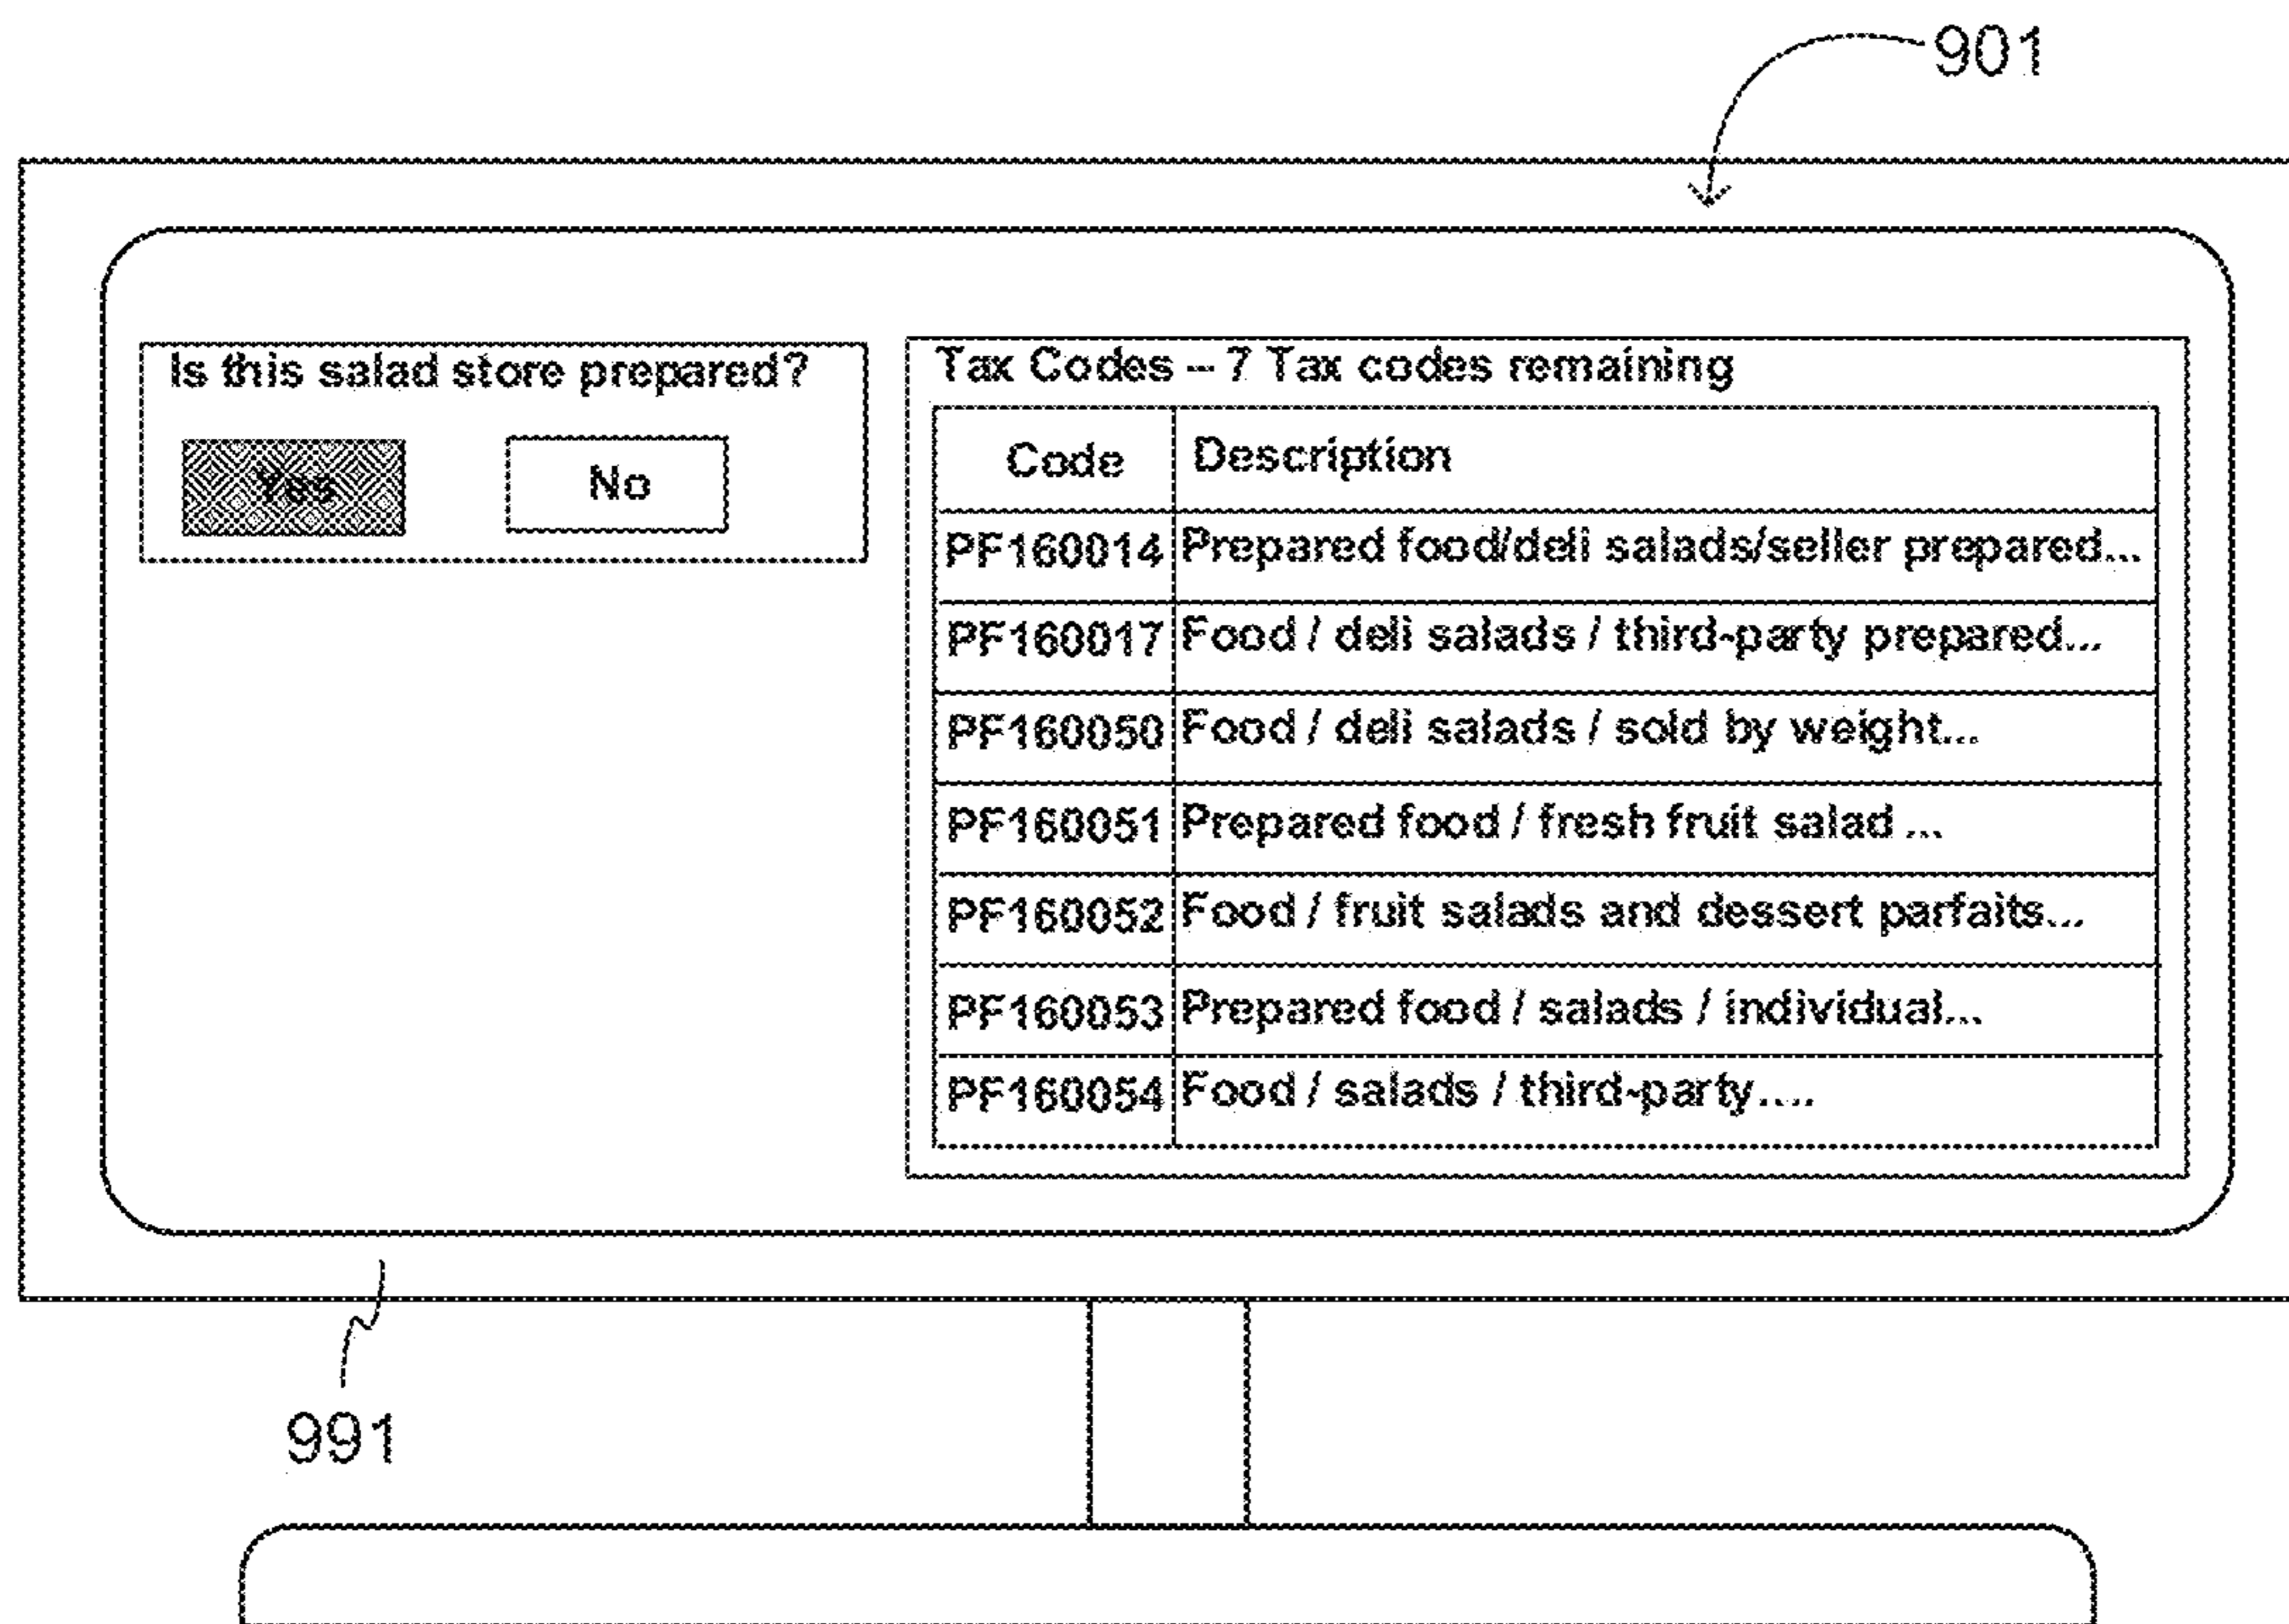 901
Is this salad store prepared?
Yes
No
Tax Codes – 7 Tax codes remaining
Code Description
PF160014 Prepared food/deli salads/seller prepared...
PF160017 Food / deli salads / third-party prepared...
PF160050 Food / deli salads / sold by weight...
PF160051 Prepared food / fresh fruit salad ...
PF160052 Food / fruit salads and dessert parfaits...
PF160053 Prepared food / salads / individual...
PF160054 Food / salads / third-party....
991